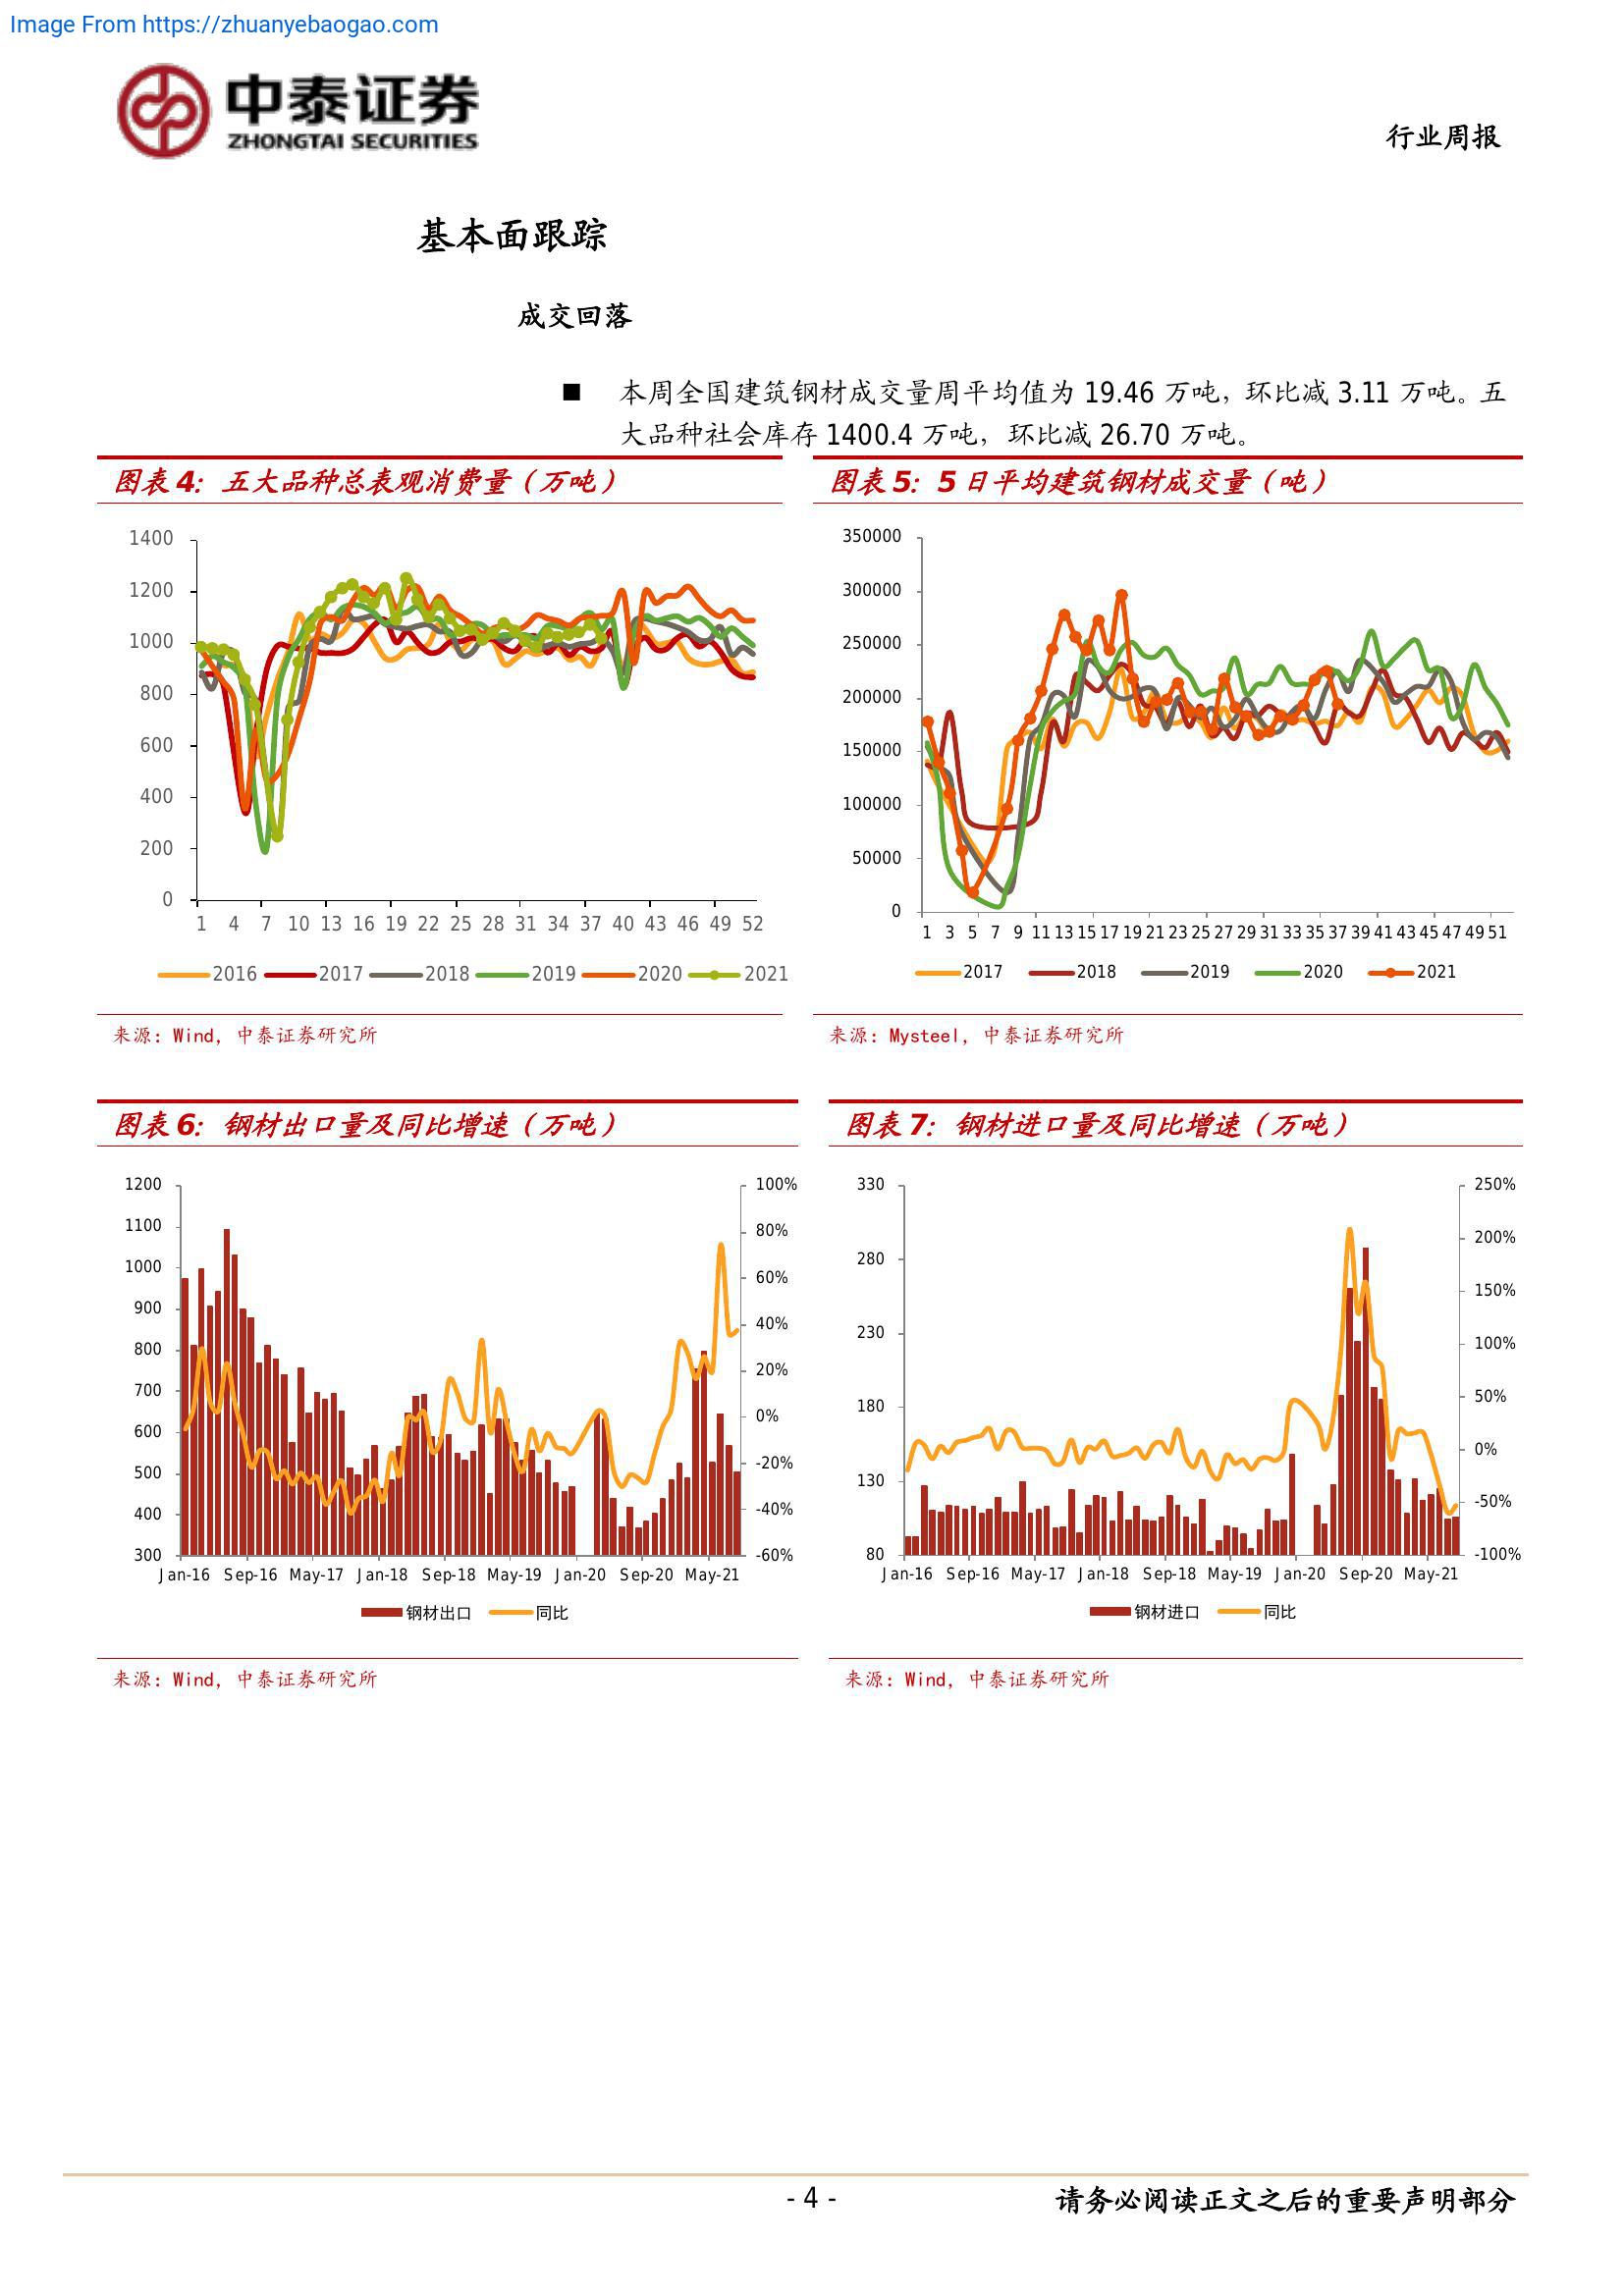 Image From https://zhuanyebaogao.com
中泰证券
ZHONGTAI SECURITIES
行业周报
基本面跟踪
成交回落
■ 本周全国建筑钢材成交量周平均值为 19.46 万吨，环比减 3.11 万吨。五
大品种社会库存 1400.4 万吨，环比减 26.70 万吨。
图表 4：五大品种总表观消费量（万吨）
1400
1200
1000
800
600
400
200
0
1 4 7 10 13 16 19 22 25 28 31 34 37 40 43 46 49 52
2016 2017 2018 2019 2020 2021
来源：Wind，中泰证券研究所
图表 5：5 日平均建筑钢材成交量（吨）
350000
300000
250000
200000
150000
100000
50000
0
1 3 5 7 9 11 13 15 17 19 21 23 25 27 29 31 33 35 37 39 41 43 45 47 49 51
2017 2018 2019 2020 2021
来源：Mysteel，中泰证券研究所
图表 6：钢材出口量及同比增速（万吨）
1200
1100
1000
900
800
700
600
500
400
300
100%
80%
60%
40%
20%
0%
-20%
-40%
-60%
Jan-16 Sep-16 May-17 Jan-18 Sep-18 May-19 Jan-20 Sep-20 May-21
钢材出口 同比
来源：Wind，中泰证券研究所
图表 7：钢材进口量及同比增速（万吨）
330
280
230
180
130
80
250%
200%
150%
100%
50%
0%
-50%
-100%
Jan-16 Sep-16 May-17 Jan-18 Sep-18 May-19 Jan-20 Sep-20 May-21
钢材进口 同比
来源：Wind，中泰证券研究所
- 4 -
请务必阅读正文之后的重要声明部分